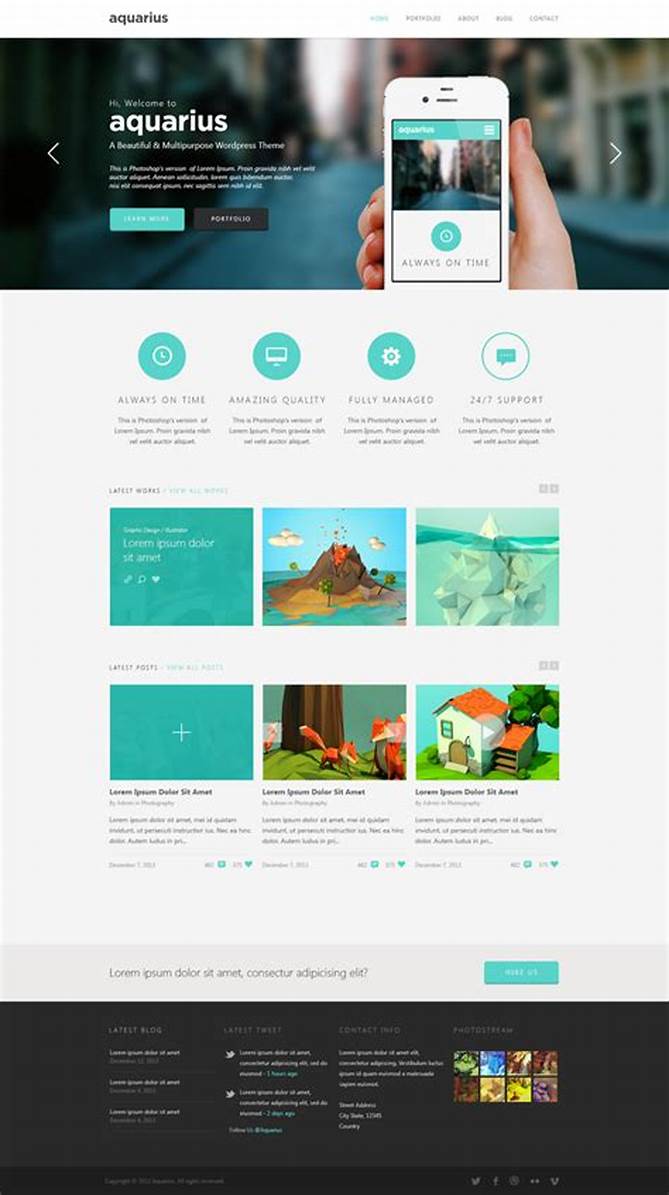 aquarius
HOME PORTFOLIO ABOUT BLOG CONTACT
Hi, Welcome to
aquarius
A Beautiful & Multipurpose Wordpress Theme
This is Photoshop's version of Lorem Ipsum. Proin gravida nibh vel velit
auctor aliquet. Aenean sollicitudin, lorem quis bibendum auctor,
nisi elit consequat ipsum, nec sagittis sem nibh id elit.
LEARN MORE PORTFOLIO
aquarius
ALWAYS ON TIME
ALWAYS ON TIME
This is Photoshop's version of
Lorem Ipsum. Proin gravida nibh
vel velit auctor aliquet.
AMAZING QUALITY
This is Photoshop's version of
Lorem Ipsum. Proin gravida nibh
vel velit auctor aliquet.
FULLY MANAGED
This is Photoshop's version of
Lorem Ipsum. Proin gravida nibh
vel velit auctor aliquet.
24/7 SUPPORT
This is Photoshop's version of
Lorem Ipsum. Proin gravida nibh
vel velit auctor aliquet.
LATEST WORKS / VIEW ALL WORKS
Graphic Design / Illustrator
Lorem ipsum dolor
sit amet
LATEST POSTS / VIEW ALL POSTS
Lorem Ipsum Dolor Sit Amet
By Admin in Photography
Lorem ipsum dolor sit amet, mei id quidam
invidunt, ut persecuti instructior ius. Nec ea hinc
dolor. Autem ludus in pri...
December 7, 2013 462 375
Lorem Ipsum Dolor Sit Amet
By Admin in Photography
Lorem ipsum dolor sit amet, mei id quidam
invidunt, ut persecuti instructior ius. Nec ea hinc
dolor. Autem ludus in pri...
December 7, 2013 462 375
Lorem Ipsum Dolor Sit Amet
By Admin in Photography
Lorem ipsum dolor sit amet, mei id quidam
invidunt, ut persecuti instructior ius. Nec ea hinc
dolor. Autem ludus in pri...
December 7, 2013 462 375
Lorem ipsum dolor sit amet, consectur adipicising elit?
HIRE US
LATEST BLOG
Lorem ipsum dolor sit amet
December 12, 2013
Lorem ipsum dolor sit amet
Lorem ipsum dolor sit amet
LATEST TWEET
Lorem ipsum dolor sit amet,
consectetur adipisicing elit, sed do
eiusmod - 1 hours ago
Lorem ipsum dolor sit amet,
consectetur adipisicing elit, sed do
eiusmod - 2 days ago
Follow Us @Aquarius
CONTACT INFO
Lorem ipsum dolor sit amet elit,
consectetur adipising. Vestibulum luctus
ipsum id quam euismod a malesuada
sapien euismod.
Street Address
City State, 12345
Country
PHOTOSTREAM
Copyright © 2013 Aquarius. All rights reserved.